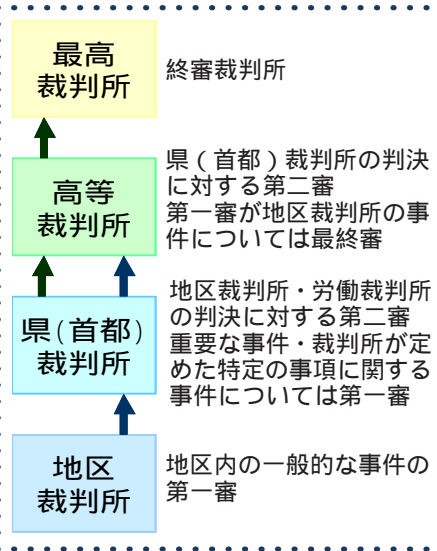 最高
裁判所
終審裁判所
高等
裁判所
県（首都）裁判所の判決
に対する第二審
第一審が地区裁判所の事
件については最終審
県(首都)
裁判所
地区裁判所・労働裁判所
の判決に対する第二審
重要な事件・裁判所が定
めた特定の事項に関する
事件については第一審
地区
裁判所
地区内の一般的な事件の
第一審